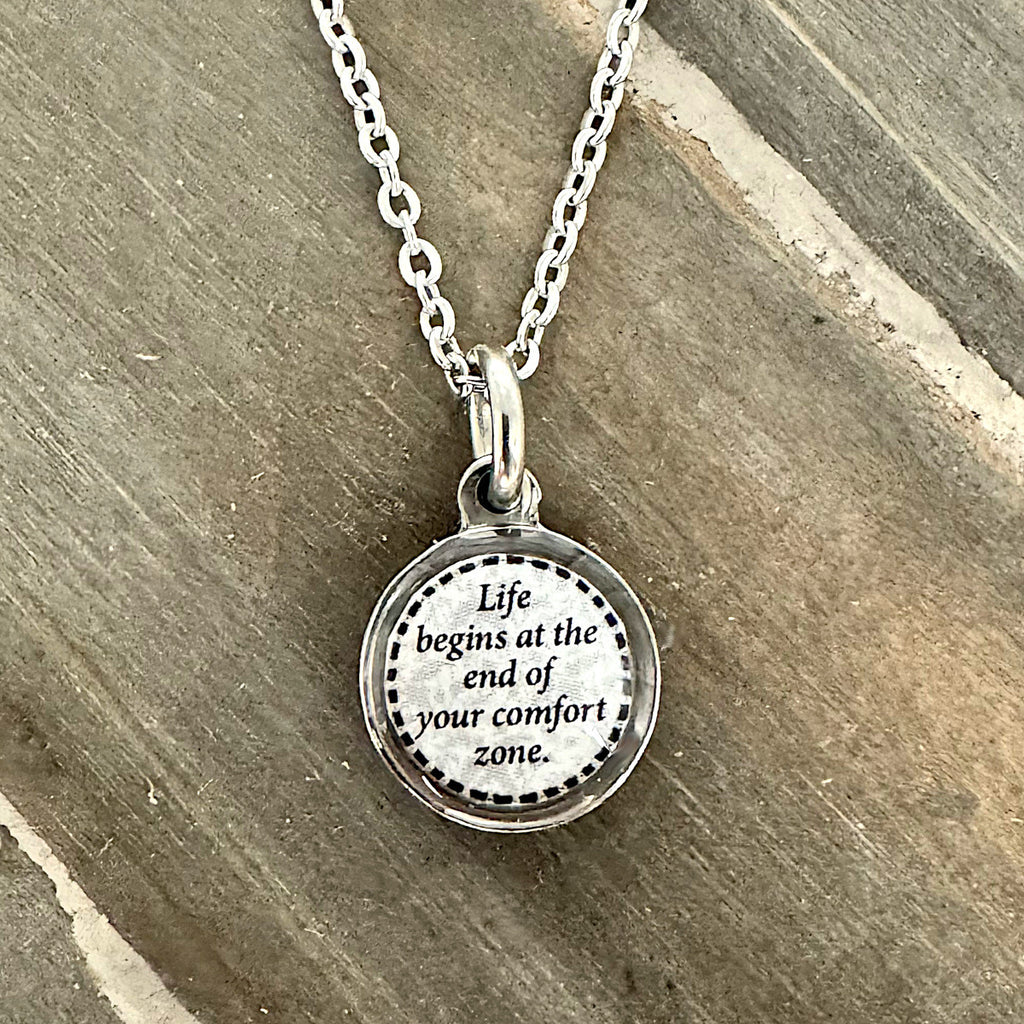 Life
begins at the
end of
your comfort
zone.